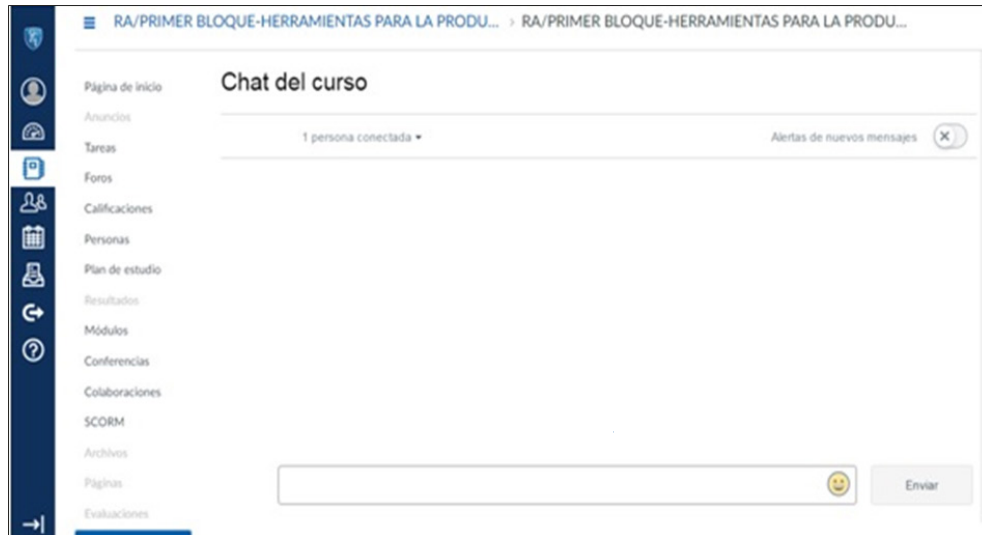 RA/PRIMER BLOQUE-HERRAMIENTAS PARA LA PRODU... › RA/PRIMER BLOQUE-HERRAMIENTAS PARA LA PRODU...
Chat del curso
1 persona conectada
Alertas de nuevos mensajes
Página de inicio
Anuncios
Tareas
Foros
Calificaciones
Personas
Plan de estudio
Resultados
Módulos
Conferencias
Colaboraciones
SCORM
Archivos
Páginas
Evaluaciones
Enviar